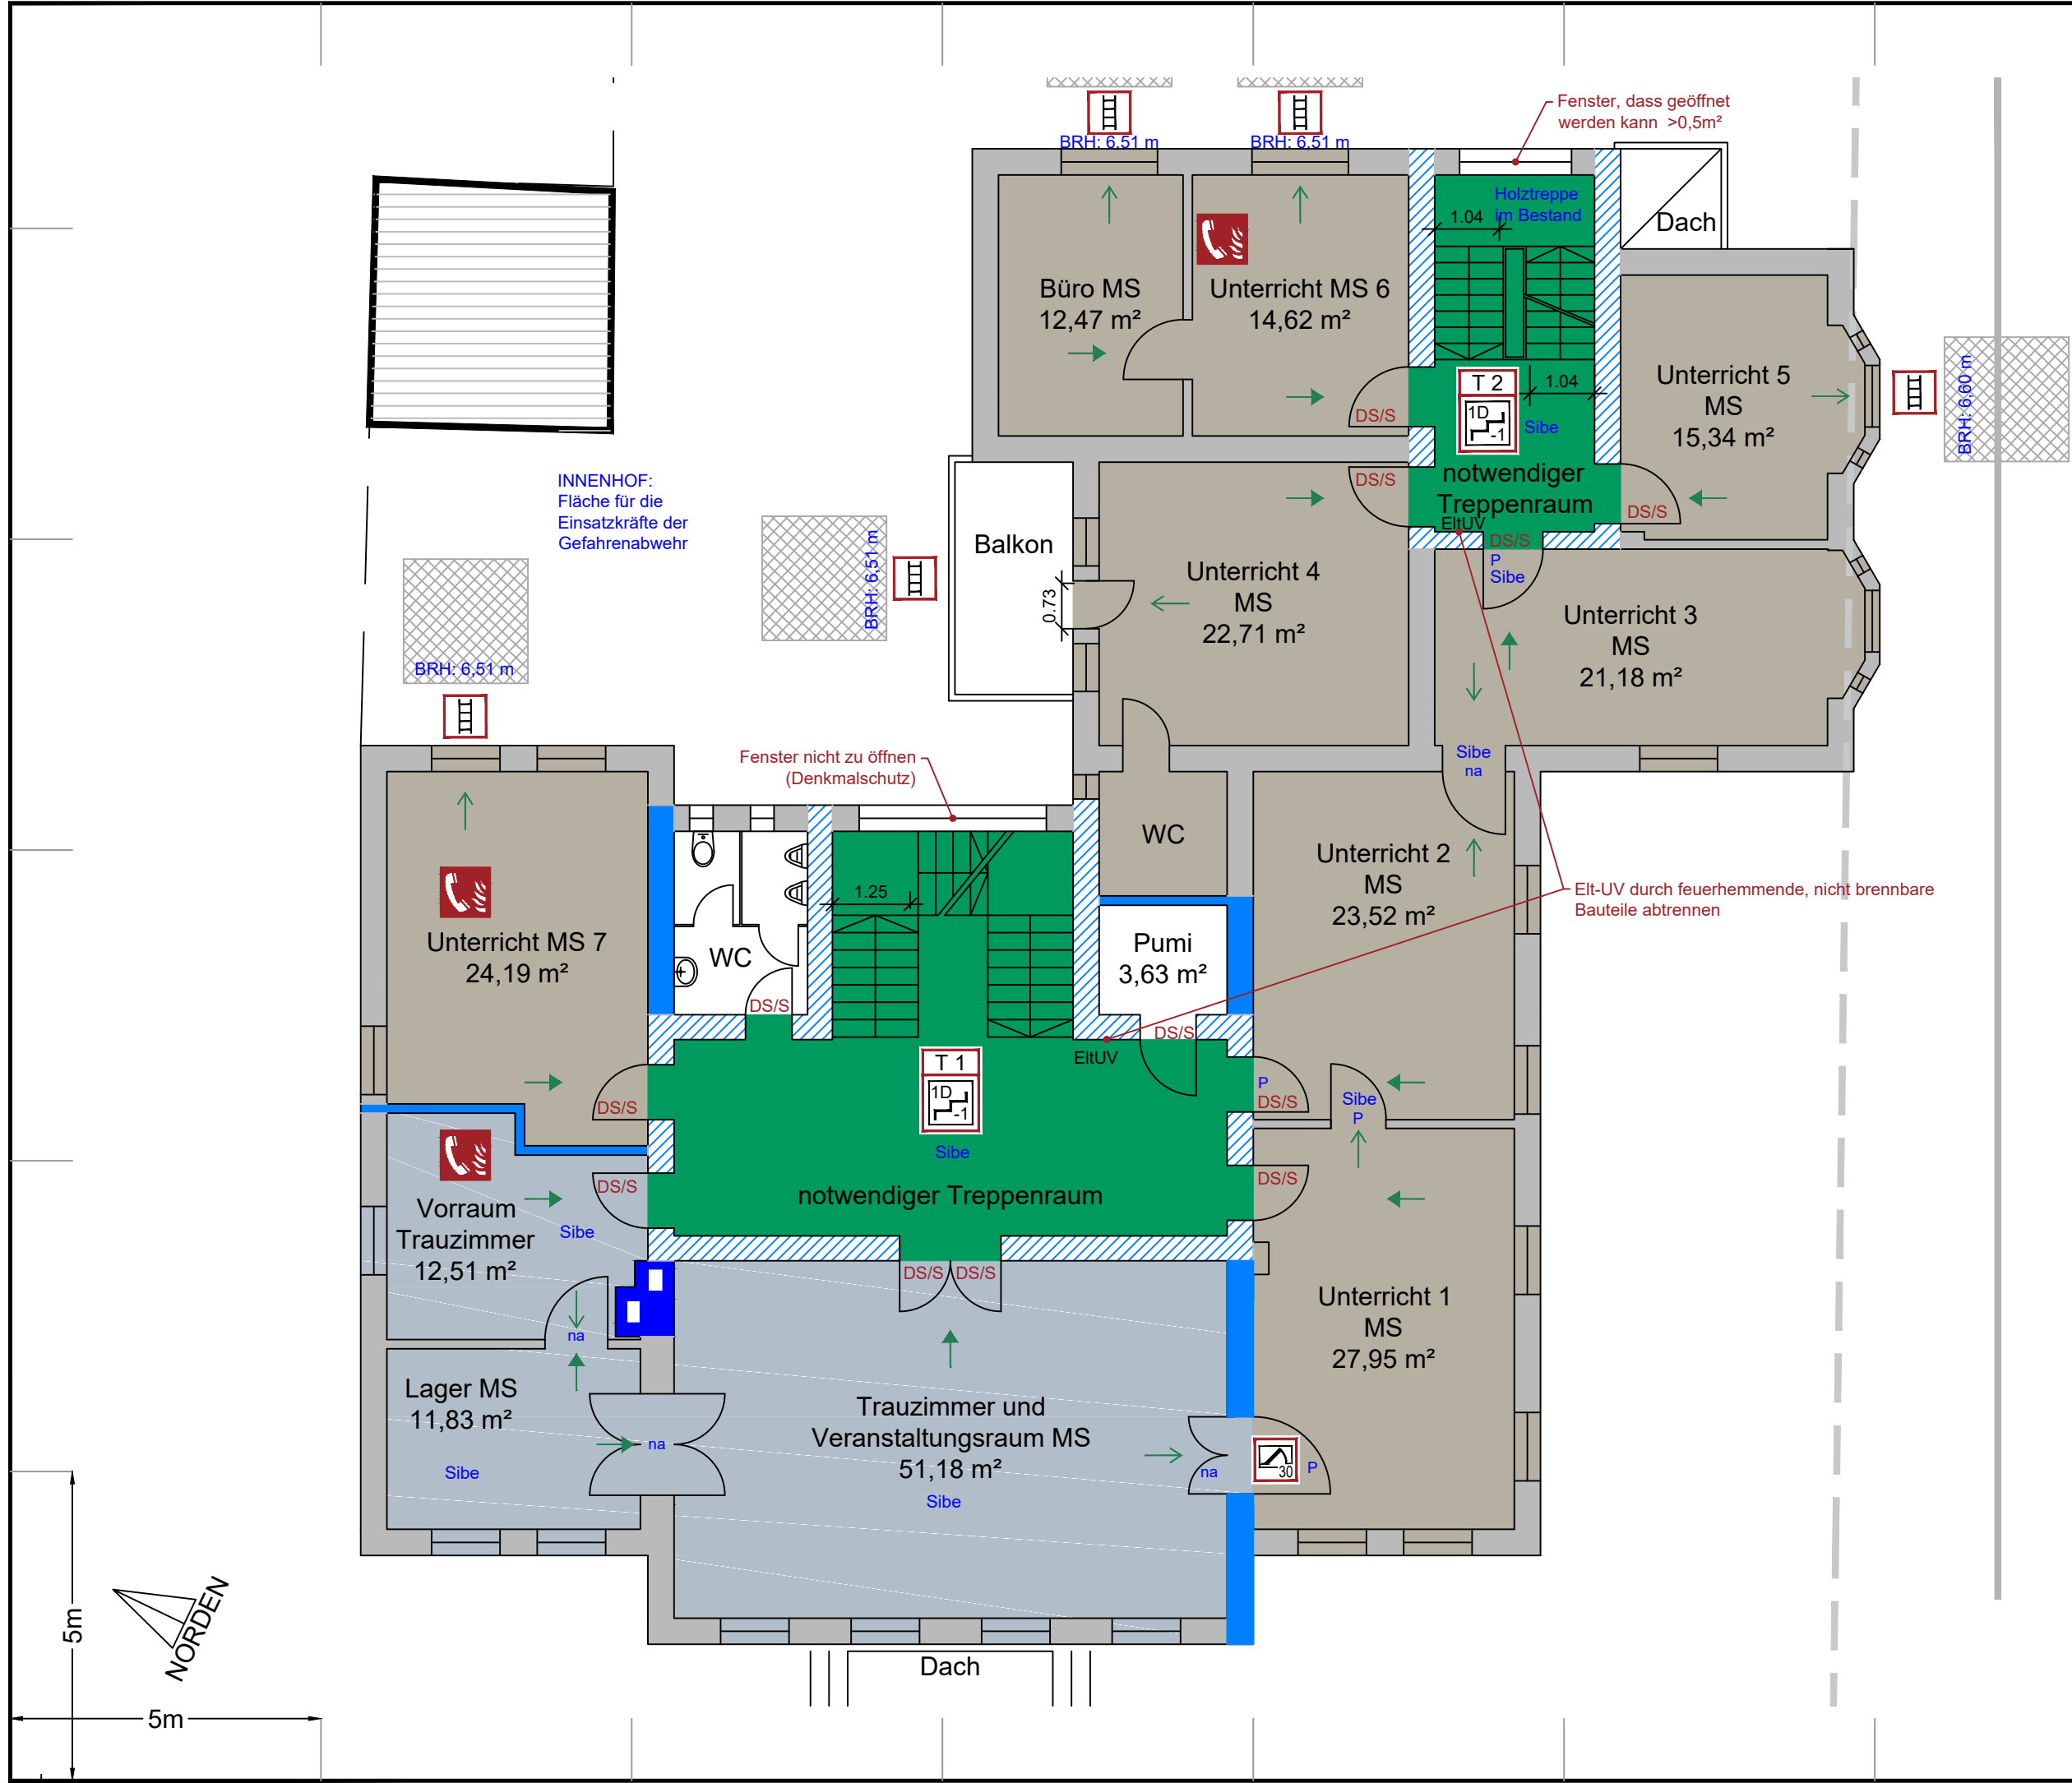 Fenster, dass geöffnet
werden kann >0,5m²
BRH: 6,51 m
BRH: 6,51 m
Holztreppe
im Bestand
1.04
Dach
Büro MS
12,47 m²
Unterricht MS 6
14,62 m²
T 2
1D
-1
1.04
Sibe
DS/S
Unterricht 5
MS
15,34 m²
BRH: 6,60 m
notwendiger
Treppenraum
EltUV
DS/S
DS/S
DS/S
P
Sibe
INNENHOF:
Fläche für die
Einsatzkräfte der
Gefahrenabwehr
BRH: 6,51 m
Balkon
0.73
Unterricht 4
MS
22,71 m²
Unterricht 3
MS
21,18 m²
BRH: 6,51 m
Fenster nicht zu öffnen
(Denkmalschutz)
Sibe
na
WC
Unterricht 2
MS
23,52 m²
Elt-UV durch feuerhemmende, nicht brennbare
Bauteile abtrennen
1.25
Unterricht MS 7
24,19 m²
WC
DS/S
Pumi
3,63 m²
DS/S
EltUV
T 1
1D
-1
Sibe
notwendiger Treppenraum
DS/S
DS/S
P
DS/S
Sibe
P
DS/S
Vorraum
Trauzimmer
12,51 m²
Sibe
DS/S
DS/S
na
Lager MS
11,83 m²
Sibe
na
Trauzimmer und
Veranstaltungsraum MS
51,18 m²
Sibe
na
30
P
Unterricht 1
MS
27,95 m²
Dach
NORDEN
5m
5m